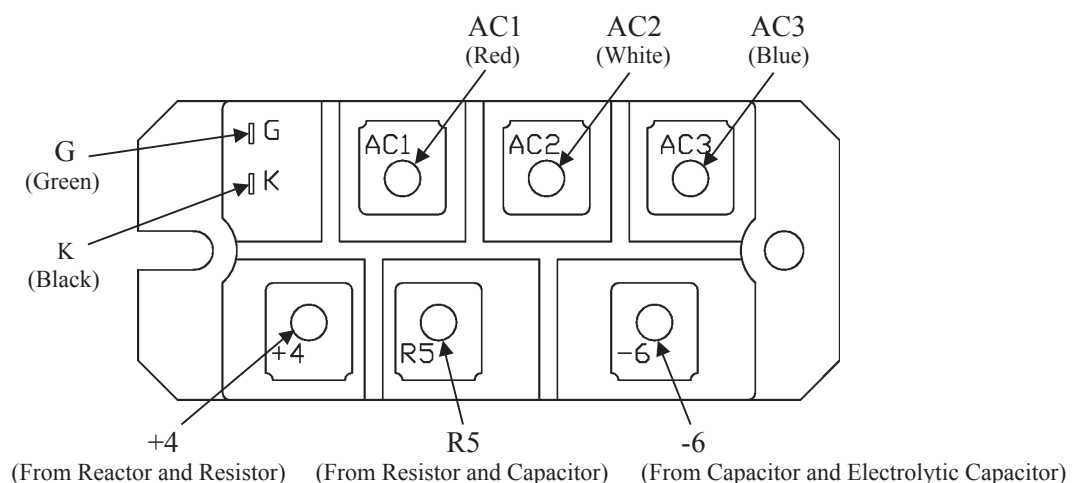 AC1
(Red)
AC2
(White)
AC3
(Blue)
G
(Green)
K
(Black)
G
K
AC1
AC2
AC3
+4
R5
-6
+4
(From Reactor and Resistor)
R5
(From Resistor and Capacitor)
-6
(From Capacitor and Electrolytic Capacitor)